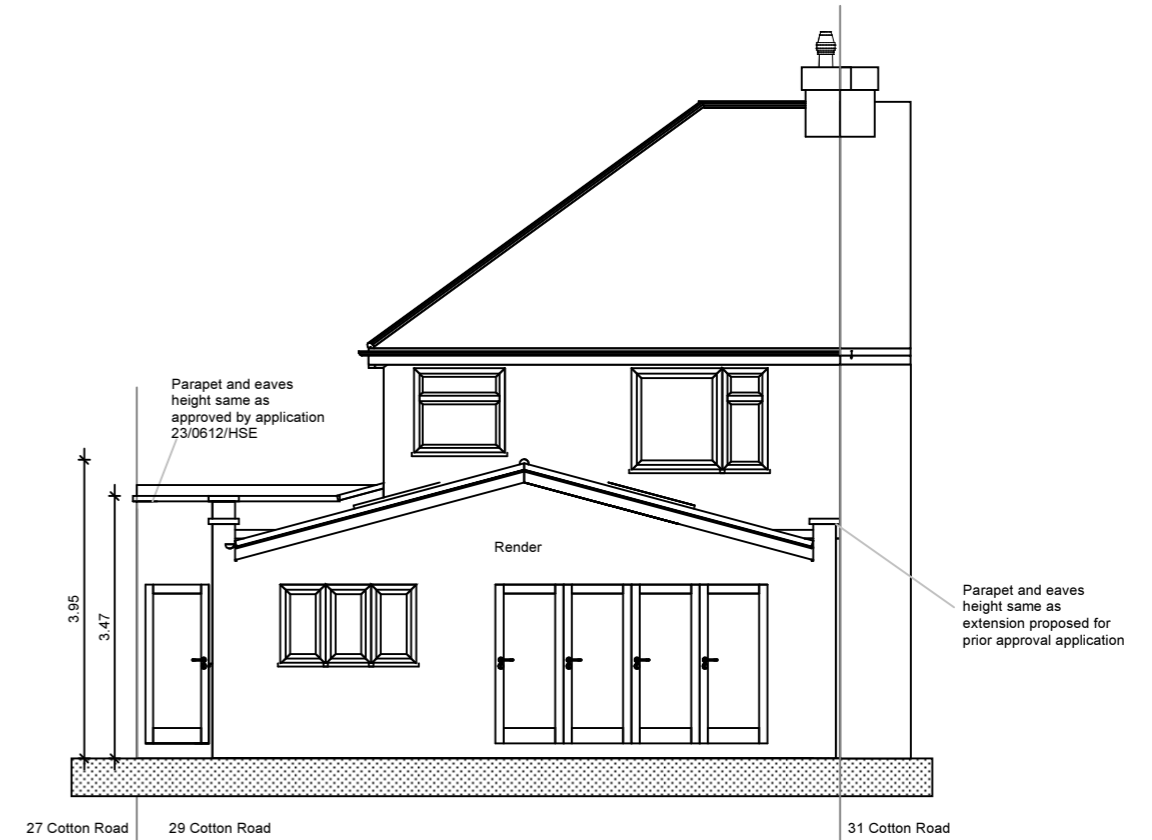 Parapet and eaves
height same as
approved by application
23/0612/HSE
3.95
3.47
Render
Parapet and eaves
height same as
extension proposed for
prior approval application
27 Cotton Road
29 Cotton Road
31 Cotton Road